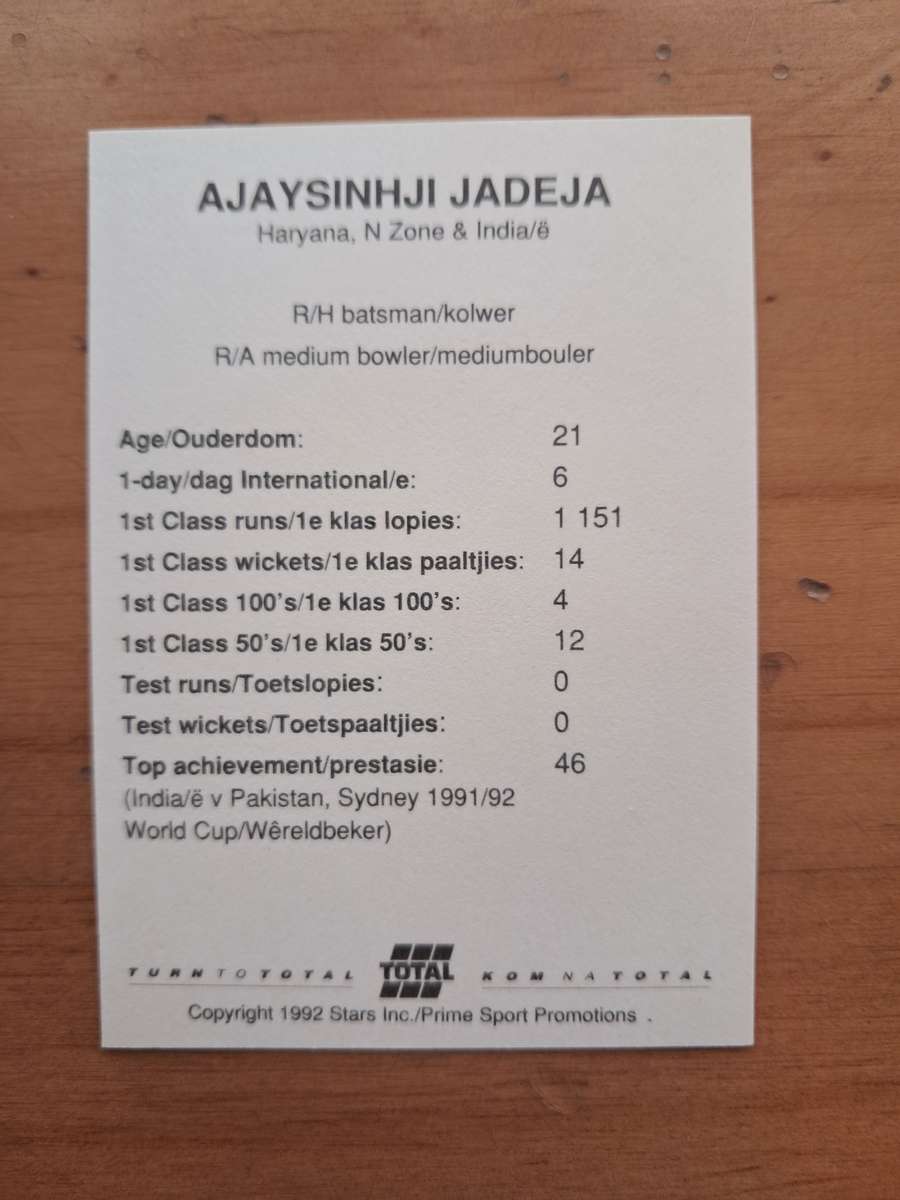 AJAYSINHJI JADEJA
Haryana, N Zone & India/ë
R/H batsman/kolwer
R/A medium bowler/mediumbouler
Age/Ouderdom: 21
1-day/dag International/e: 6
1st Class runs/1e klas lopies: 1 151
1st Class wickets/1e klas paaltjies: 14
1st Class 100's/1e klas 100's: 4
1st Class 50's/1e klas 50's: 12
Test runs/Toetslopies: 0
Test wickets/Toetspaaltjies: 0
Top achievement/prestasie: 46
(India/ë v Pakistan, Sydney 1991/92
World Cup/Wêreldbeker)
TURN TO TOTAL TOTAL KOM NA TOTAL
Copyright 1992 Stars Inc./Prime Sport Promotions .